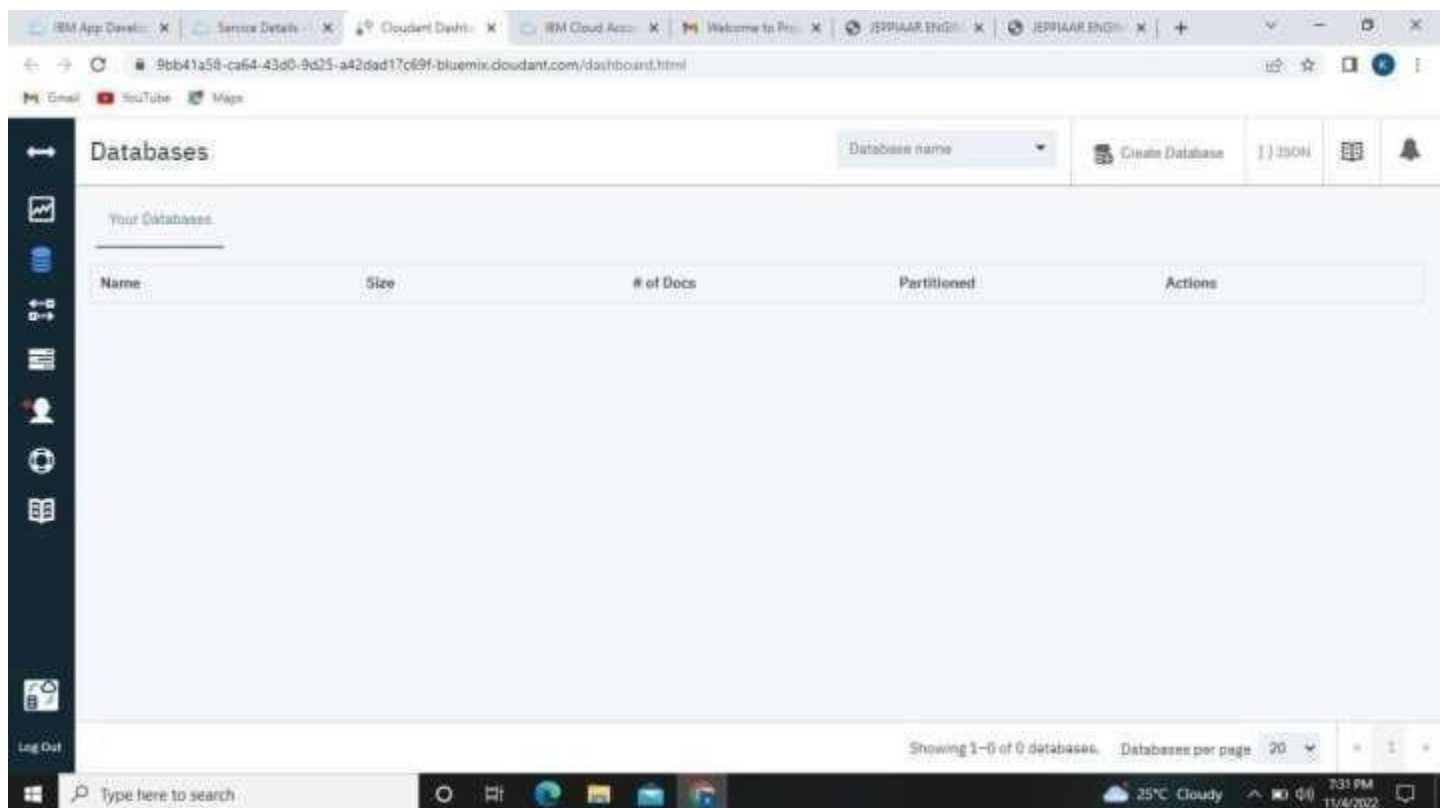 IBM App Develo
Service Details -
Cloudant Dashb
IBM Cloud Acc
Welcome to Pro
JEPPIAAR ENGI
JEPPIAAR ENGI
9bb41a58-ca64-43d0-9d25-a42dad17c69f-bluemix.cloudant.com/dashboard.html
K
Gmail YouTube Maps
Databases
Database name
Create Database
{ } JSON
Your Databases
Name Size # of Docs Partitioned Actions
Showing 1–0 of 0 databases. Databases per page 20
« 1 »
Log Out
Type here to search
25°C Cloudy
7:31 PM
11/4/2022